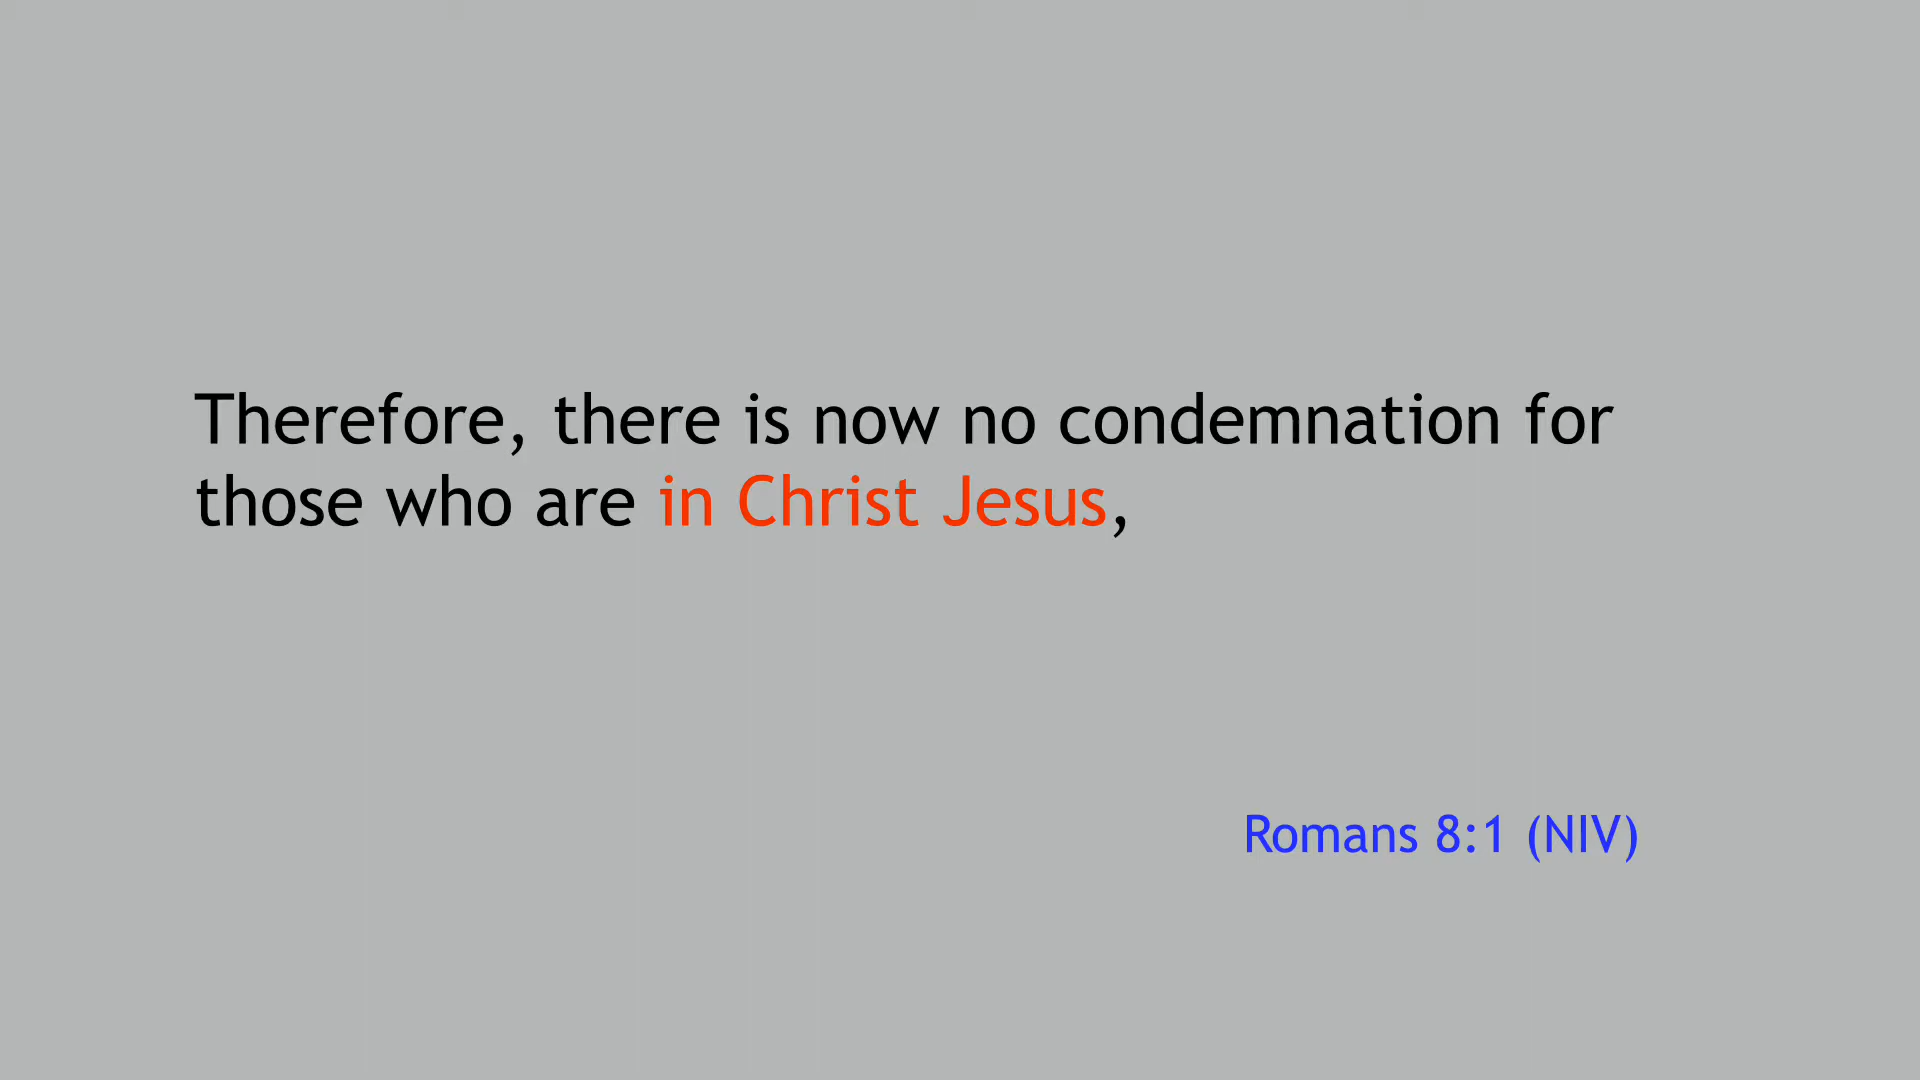 Therefore, there is now no condemnation for
those who are in Christ Jesus,
Romans 8:1 (NIV)